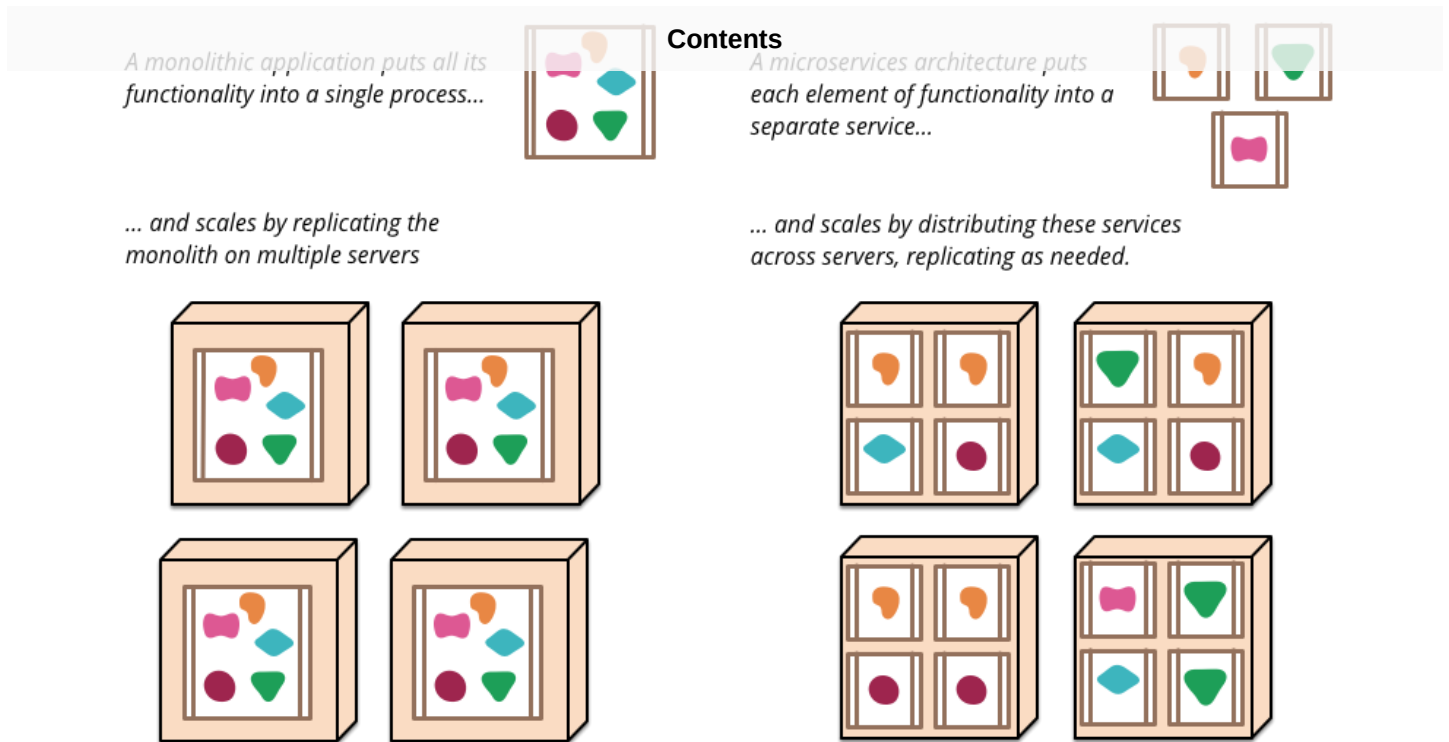 Contents
A monolithic application puts all its
functionality into a single process...
... and scales by replicating the
monolith on multiple servers
A microservices architecture puts
each element of functionality into a
separate service...
... and scales by distributing these services
across servers, replicating as needed.